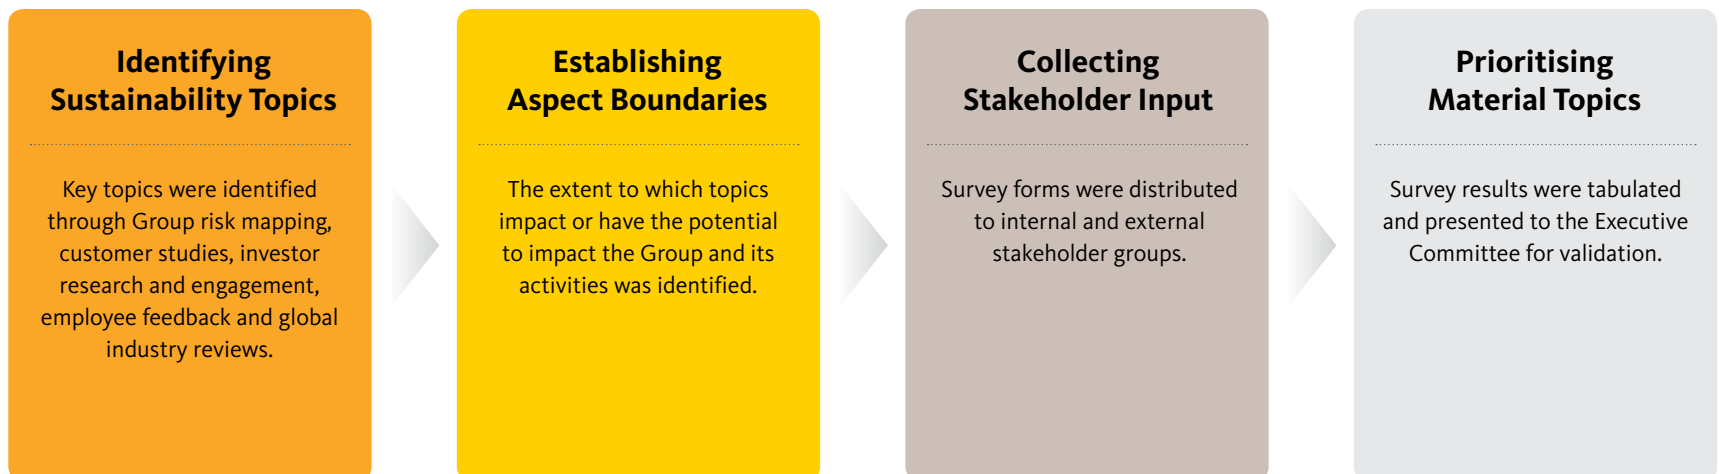 Identifying
Sustainability Topics
Key topics were identified
through Group risk mapping,
customer studies, investor
research and engagement,
employee feedback and global
industry reviews.
Establishing
Aspect Boundaries
The extent to which topics
impact or have the potential
to impact the Group and its
activities was identified.
Collecting
Stakeholder Input
Survey forms were distributed
to internal and external
stakeholder groups.
Prioritising
Material Topics
Survey results were tabulated
and presented to the Executive
Committee for validation.